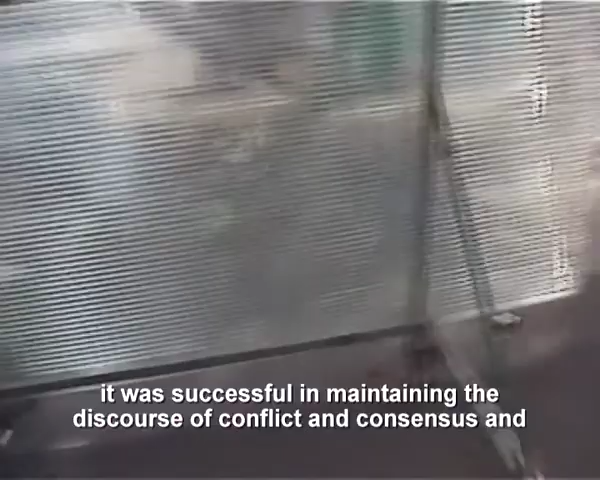 it was successful in maintaining the
discourse of conflict and consensus and